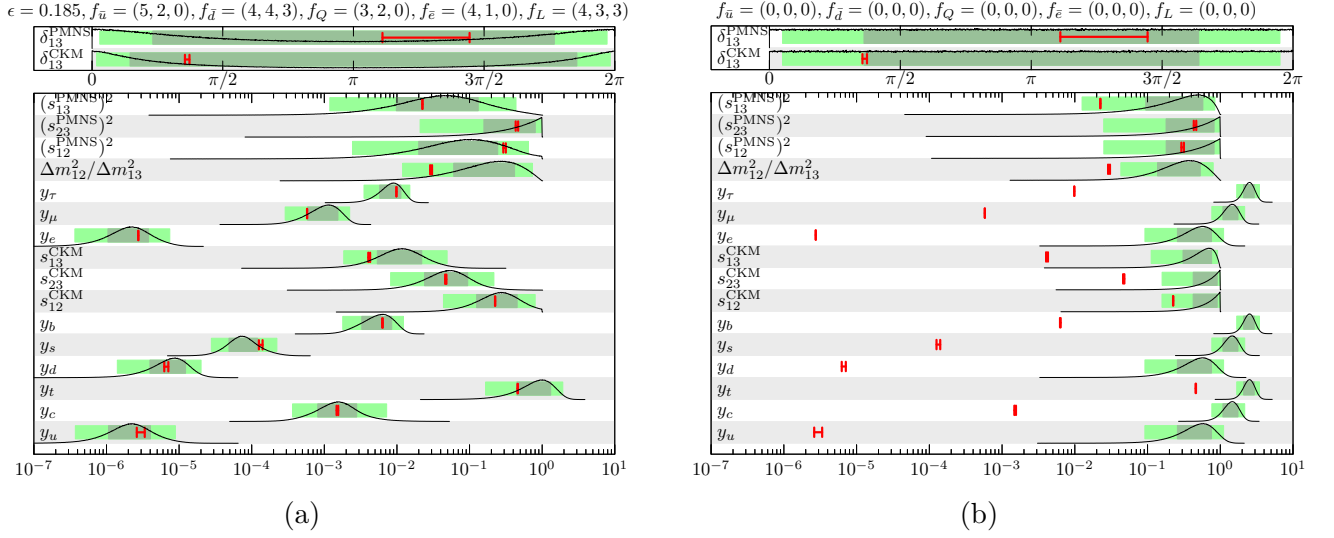 ϵ = 0.185, f_ū = (5, 2, 0), f_d̄ = (4, 4, 3), f_Q = (3, 2, 0), f_ē = (4, 1, 0), f_L = (4, 3, 3)
δ_13^PMNS
δ_13^CKM
0 π/2 π 3π/2 2π
(s_13^PMNS)^2
(s_23^PMNS)^2
(s_12^PMNS)^2
Δm_12^2/Δm_13^2
y_τ
y_μ
y_e
s_13^CKM
s_23^CKM
s_12^CKM
y_b
y_s
y_d
y_t
y_c
y_u
10^-7 10^-6 10^-5 10^-4 10^-3 10^-2 10^-1 10^0 10^1
(a)
f_ū = (0, 0, 0), f_d̄ = (0, 0, 0), f_Q = (0, 0, 0), f_ē = (0, 0, 0), f_L = (0, 0, 0)
δ_13^PMNS
δ_13^CKM
0 π/2 π 3π/2 2π
(s_13^PMNS)^2
(s_23^PMNS)^2
(s_12^PMNS)^2
Δm_12^2/Δm_13^2
y_τ
y_μ
y_e
s_13^CKM
s_23^CKM
s_12^CKM
y_b
y_s
y_d
y_t
y_c
y_u
10^-7 10^-6 10^-5 10^-4 10^-3 10^-2 10^-1 10^0 10^1
(b)